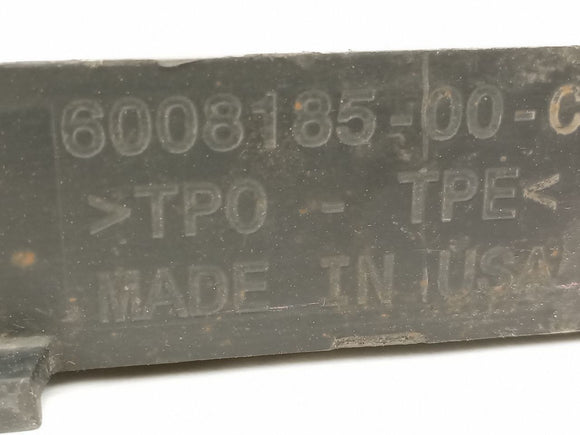 6008185-00-C
>TPO - TPE<
MADE IN USA